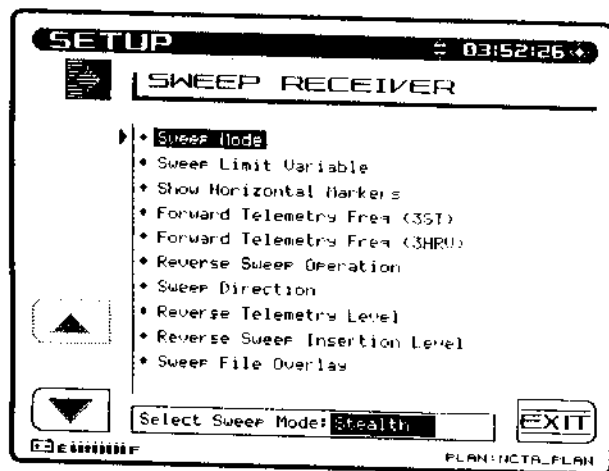 SETUP 03:52:26
SWEEP RECEIVER
Sweep Mode
Sweep Limit Variable
Show Horizontal Markers
Forward Telemetry Freq (3ST)
Forward Telemetry Freq (3HRV)
Reverse Sweep Operation
Sweep Direction
Reverse Telemetry Level
Reverse Sweep Insertion Level
Sweep File Overlay
Select Sweep Mode: Stealth
EXIT
E F
PLAN:NCTA_PLAN